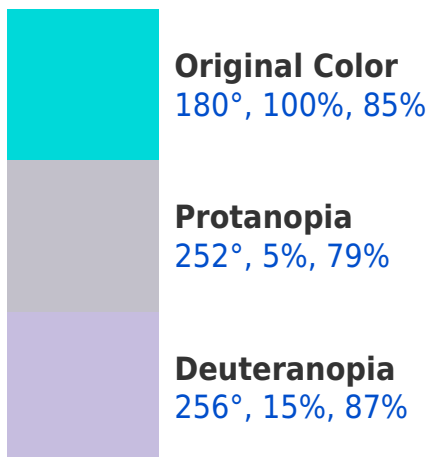 Original Color
180°, 100%, 85%
Protanopia
252°, 5%, 79%
Deuteranopia
256°, 15%, 87%